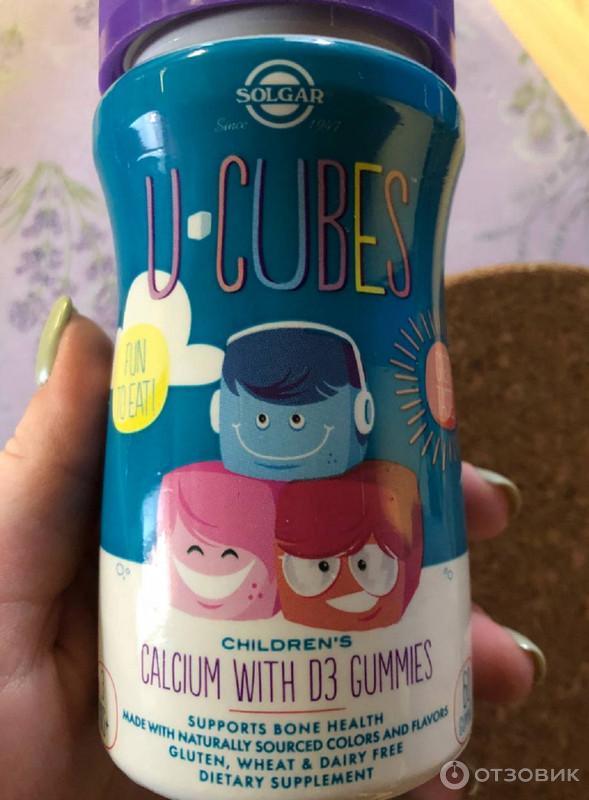 SOLGAR
Since 1947
U-CUBES
FUN
TO EAT!
CHILDREN'S
CALCIUM WITH D3 GUMMIES
SUPPORTS BONE HEALTH
MADE WITH NATURALLY SOURCED COLORS AND FLAVORS
GLUTEN, WHEAT & DAIRY FREE
DIETARY SUPPLEMENT
ОТЗОВИК